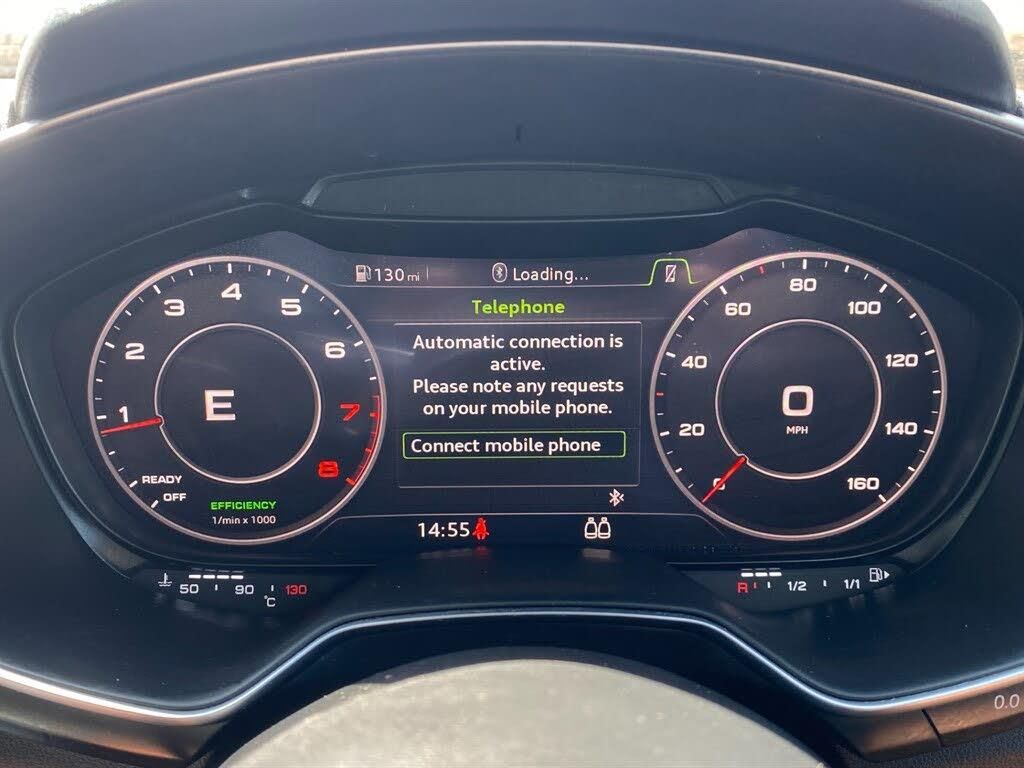 130 mi
Loading...
Telephone
Automatic connection is
active.
Please note any requests
on your mobile phone.
Connect mobile phone
1
2
3
4
5
6
7
8
E
READY
OFF
EFFICIENCY
1/min x 1000
0
20
40
60
80
100
120
140
160
0
MPH
14:55
50
90
130
°C
R
1/2
1/1
0.0